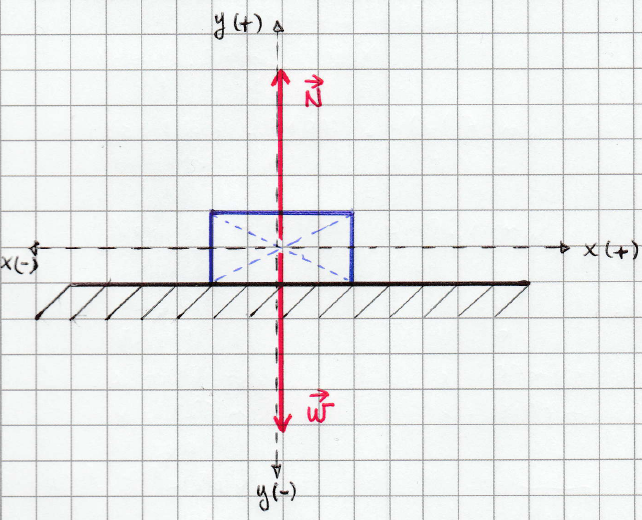 y(+)
N
x(-)
x(+)
W
y(-)